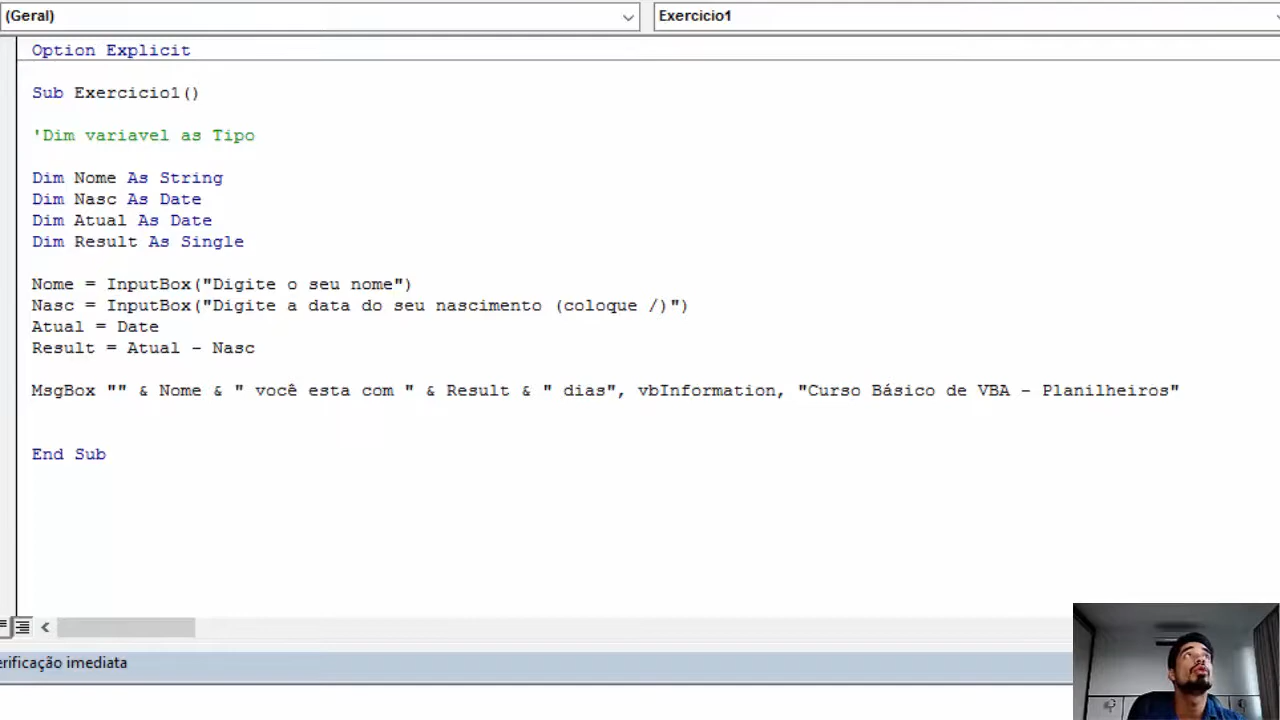 (Geral)
Exercicio1
Option Explicit
Sub Exercicio1()
'Dim variavel as Tipo
Dim Nome As String
Dim Nasc As Date
Dim Atual As Date
Dim Result As Single
Nome = InputBox("Digite o seu nome")
Nasc = InputBox("Digite a data do seu nascimento (coloque /)")
Atual = Date
Result = Atual - Nasc
MsgBox "" & Nome & " você esta com " & Result & " dias", vbInformation, "Curso Básico de VBA - Planilheiros"
End Sub
erificação imediata